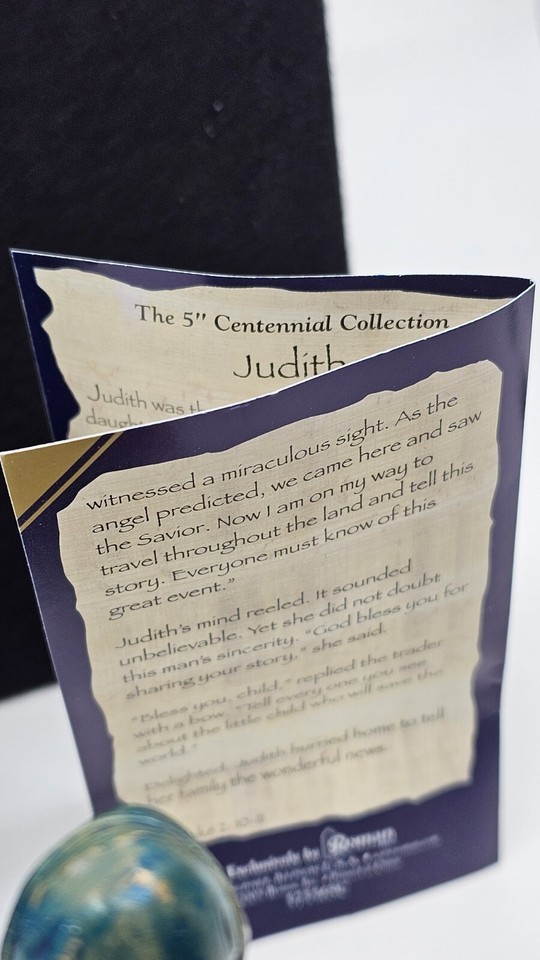 The 5" Centennial Collection
Judith
Judith was th
daught
witnessed a miraculous sight. As the
angel predicted, we came here and saw
the Savior. Now I am on my way to
travel throughout the land and tell this
story. Everyone must know of this
great event."
Judith's mind reeled. It sounded
unbelievable. Yet she did not doubt
this man's sincerity. "God bless you for
sharing your story," she said.
"Bless you, child," replied the trader
with a bow. "Tell every one you see
about the little child who will save the
world."
Delighted, Judith hurried home to tell
her family the wonderful news.
Exclusively by Roman